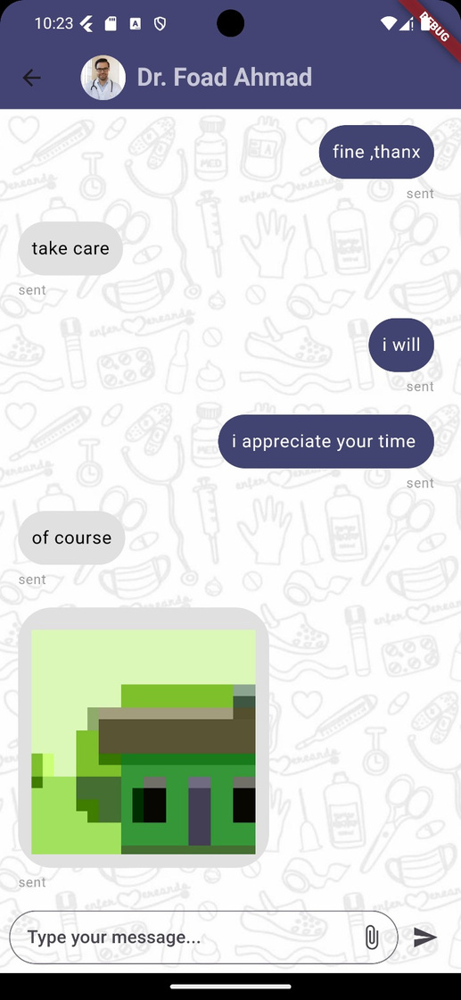 10:23
DEBUG
Dr. Foad Ahmad
fine ,thanx
sent
take care
sent
i will
sent
i appreciate your time
sent
of course
sent
sent
Type your message...